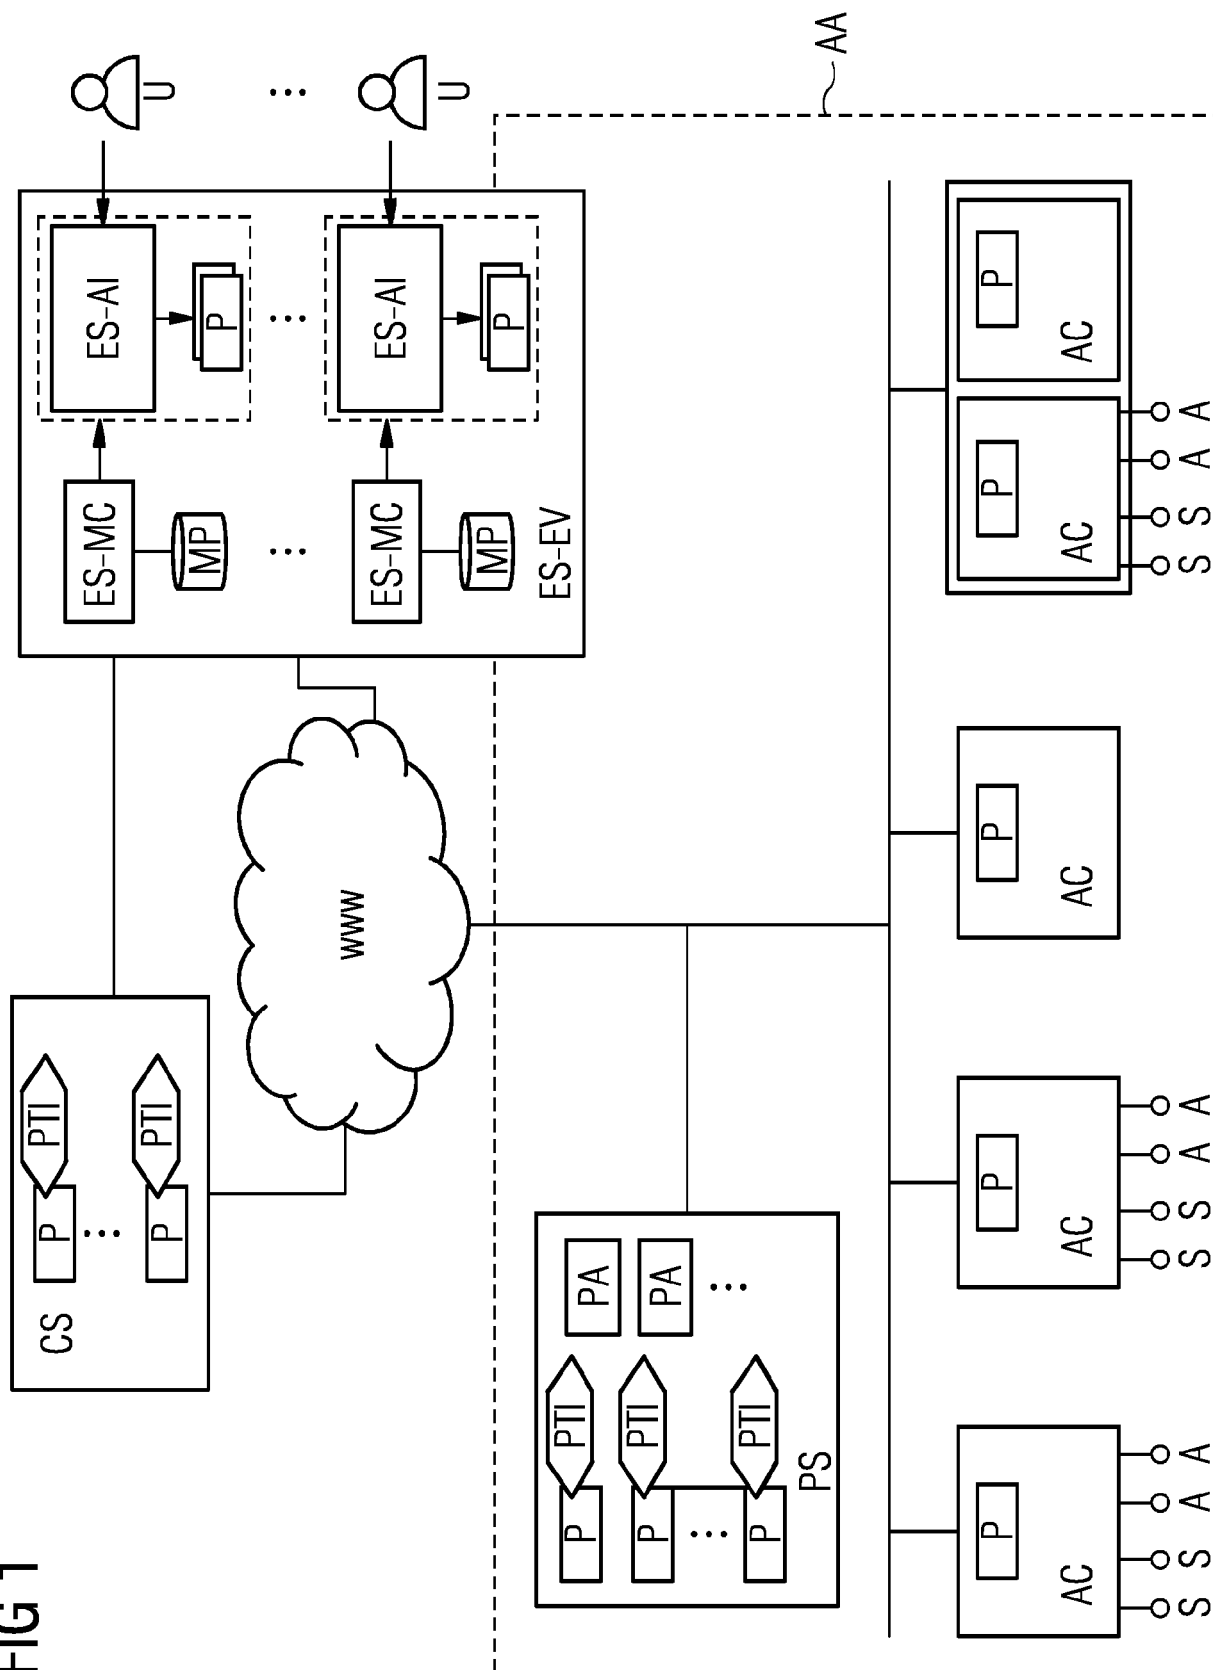 FIG 1
CS
P PTI
P PTI
ES-MC
MP
ES-AI
P
U
ES-MC
MP
ES-AI
P
U
ES-EV
WWW
AA
P PTI PA
P PTI PA
P PTI
PS
P
AC
S S A A
P
AC
S S A A
P
AC
P
AC
S S A A
P
AC